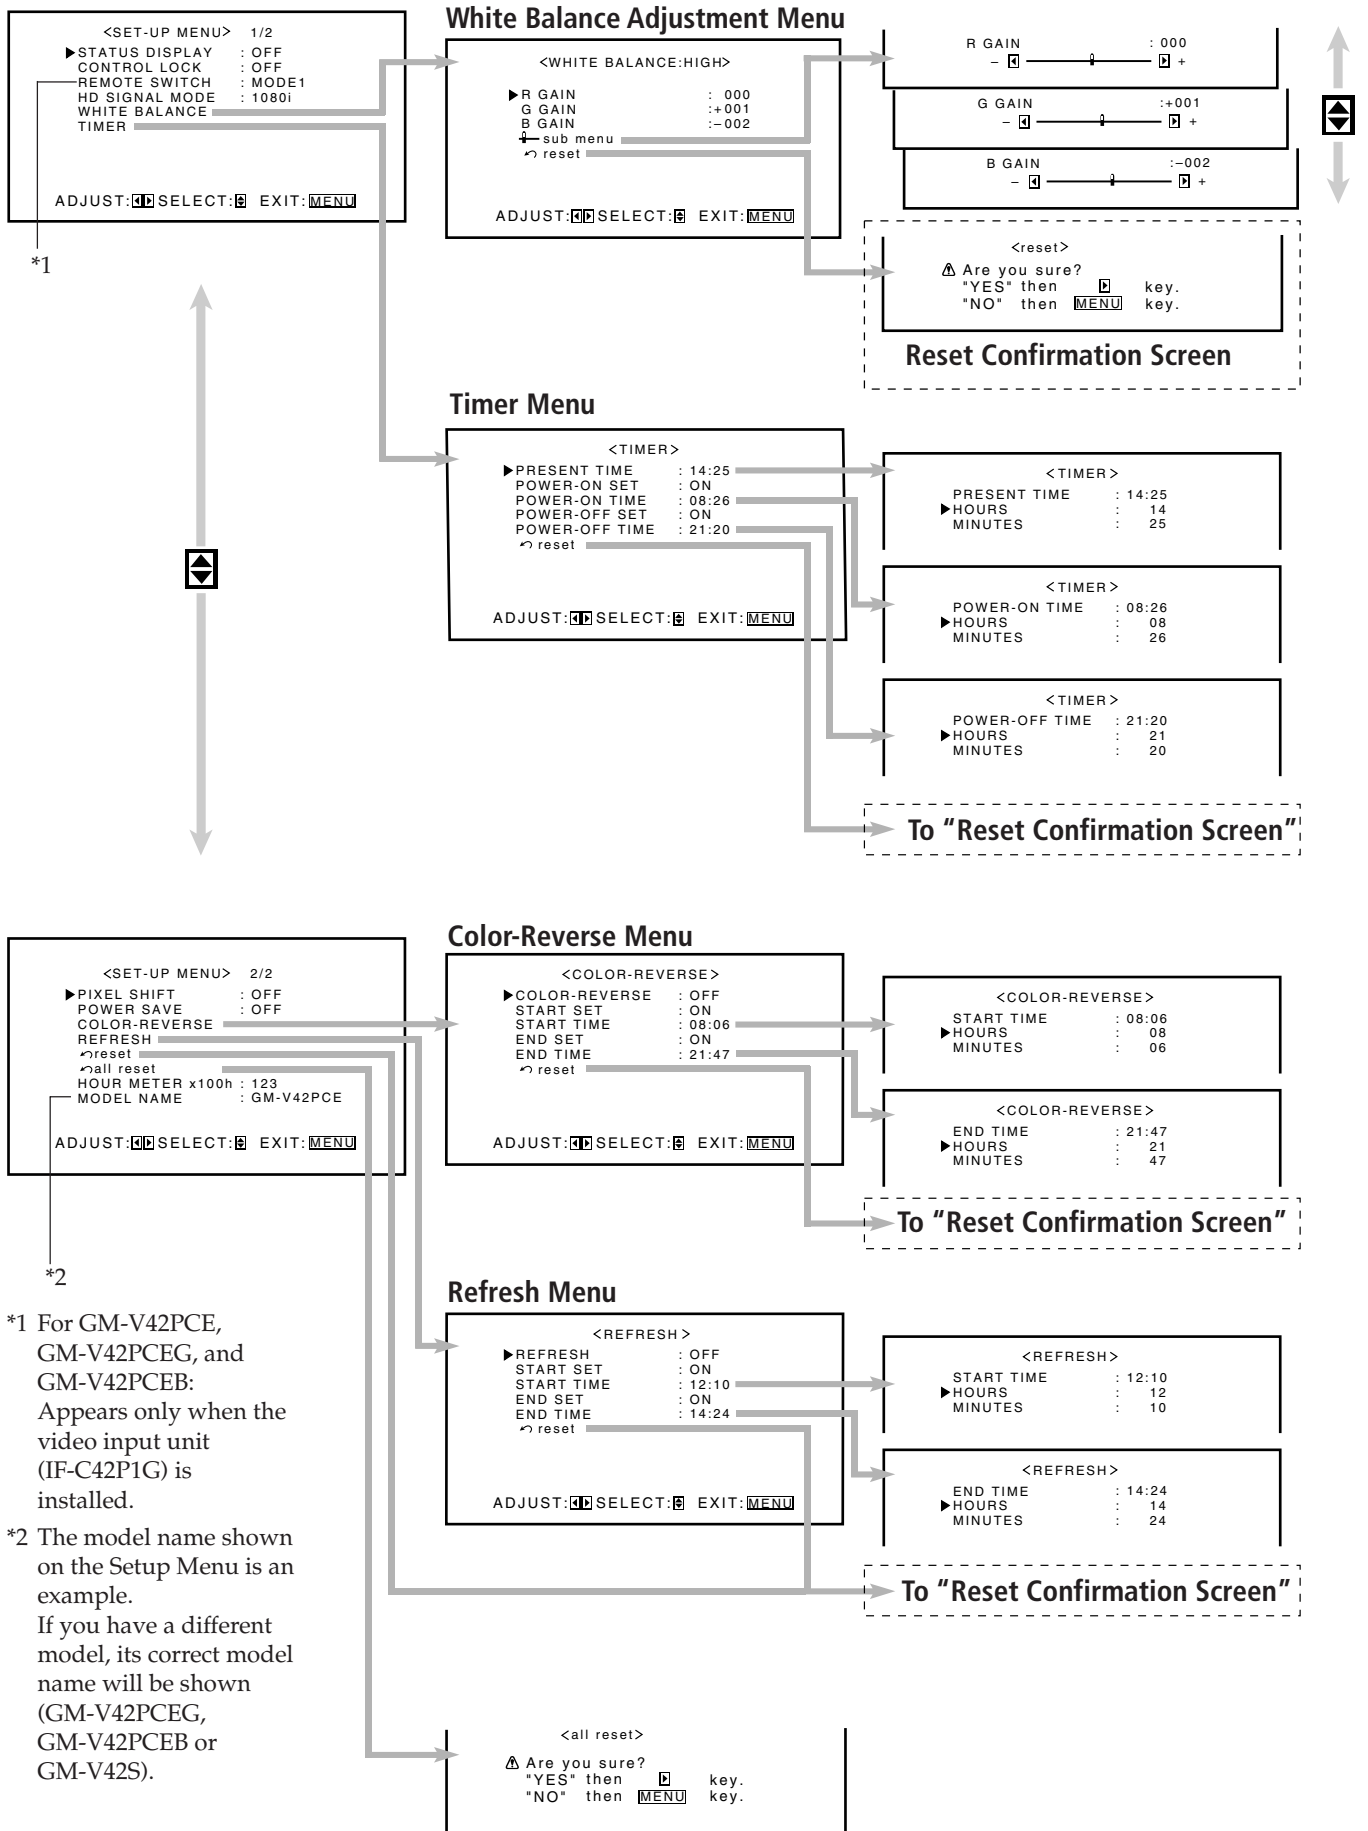 <SET-UP MENU> 1/2
▶STATUS DISPLAY : OFF
CONTROL LOCK : OFF
REMOTE SWITCH : MODE1
HD SIGNAL MODE : 1080i
WHITE BALANCE
TIMER
ADJUST:◀▶SELECT: EXIT:MENU
*1
White Balance Adjustment Menu
<WHITE BALANCE:HIGH>
▶R GAIN : 000
G GAIN :+001
B GAIN :–002
sub menu
reset
ADJUST:◀▶SELECT: EXIT:MENU
R GAIN : 000
– ◀ ▶ +
G GAIN :+001
– ◀ ▶ +
B GAIN :–002
– ◀ ▶ +
<reset>
Are you sure?
"YES" then ▶ key.
"NO" then MENU key.
Reset Confirmation Screen
Timer Menu
<TIMER>
▶PRESENT TIME : 14:25
POWER-ON SET : ON
POWER-ON TIME : 08:26
POWER-OFF SET : ON
POWER-OFF TIME : 21:20
reset
ADJUST:◀▶SELECT: EXIT:MENU
<TIMER>
PRESENT TIME : 14:25
▶HOURS : 14
MINUTES : 25
<TIMER>
POWER-ON TIME : 08:26
▶HOURS : 08
MINUTES : 26
<TIMER>
POWER-OFF TIME : 21:20
▶HOURS : 21
MINUTES : 20
To “Reset Confirmation Screen”
<SET-UP MENU> 2/2
▶PIXEL SHIFT : OFF
POWER SAVE : OFF
COLOR-REVERSE
REFRESH
reset
all reset
HOUR METER x100h : 123
MODEL NAME : GM-V42PCE
ADJUST:◀▶SELECT: EXIT:MENU
*2
Color-Reverse Menu
<COLOR-REVERSE>
▶COLOR-REVERSE : OFF
START SET : ON
START TIME : 08:06
END SET : ON
END TIME : 21:47
reset
ADJUST:◀▶SELECT: EXIT:MENU
<COLOR-REVERSE>
START TIME : 08:06
▶HOURS : 08
MINUTES : 06
<COLOR-REVERSE>
END TIME : 21:47
▶HOURS : 21
MINUTES : 47
To “Reset Confirmation Screen”
Refresh Menu
<REFRESH>
▶REFRESH : OFF
START SET : ON
START TIME : 12:10
END SET : ON
END TIME : 14:24
reset
ADJUST:◀▶SELECT: EXIT:MENU
<REFRESH>
START TIME : 12:10
▶HOURS : 12
MINUTES : 10
<REFRESH>
END TIME : 14:24
▶HOURS : 14
MINUTES : 24
To “Reset Confirmation Screen”
*1 For GM-V42PCE,
GM-V42PCEG, and
GM-V42PCEB:
Appears only when the
video input unit
(IF-C42P1G) is
installed.
*2 The model name shown
on the Setup Menu is an
example.
If you have a different
model, its correct model
name will be shown
(GM-V42PCEG,
GM-V42PCEB or
GM-V42S).
<all reset>
Are you sure?
"YES" then ▶ key.
"NO" then MENU key.